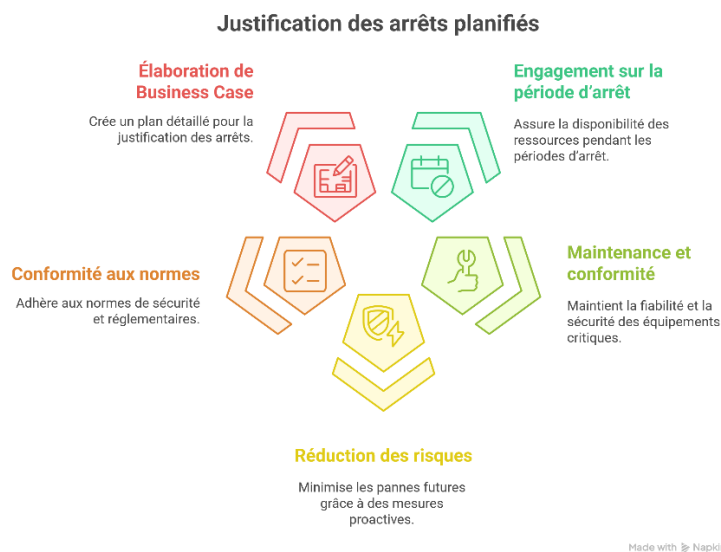 Justification des arrêts planifiés
Élaboration de
Business Case
Crée un plan détaillé pour la
justification des arrêts.
Engagement sur la
période d'arrêt
Assure la disponibilité des
ressources pendant les
périodes d'arrêt.
Conformité aux normes
Adhère aux normes de sécurité
et réglementaires.
Maintenance et
conformité
Maintient la fiabilité et la
sécurité des équipements
critiques.
Réduction des risques
Minimise les pannes futures
grâce à des mesures
proactives.
Made with Napki